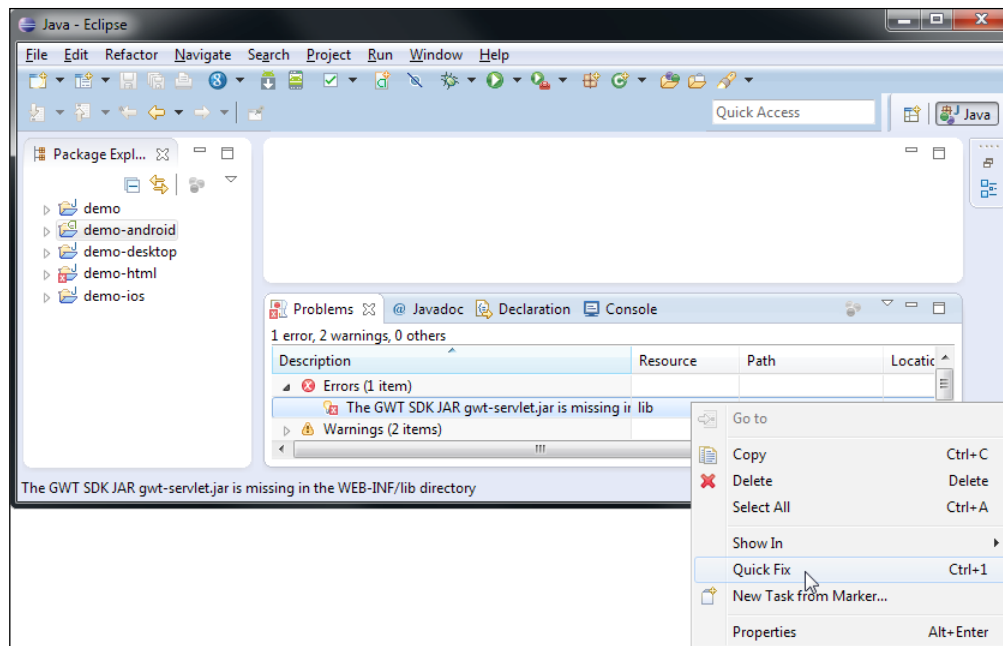 Java - Eclipse
File Edit Refactor Navigate Search Project Run Window Help
Quick Access
Java
Package Expl...
demo
demo-android
demo-desktop
demo-html
demo-ios
Problems @ Javadoc Declaration Console
1 error, 2 warnings, 0 others
Description Resource Path Locatic
Errors (1 item)
The GWT SDK JAR gwt-servlet.jar is missing ir lib
Warnings (2 items)
The GWT SDK JAR gwt-servlet.jar is missing in the WEB-INF/lib directory
Go to
Copy Ctrl+C
Delete Delete
Select All Ctrl+A
Show In
Quick Fix Ctrl+1
New Task from Marker...
Properties Alt+Enter